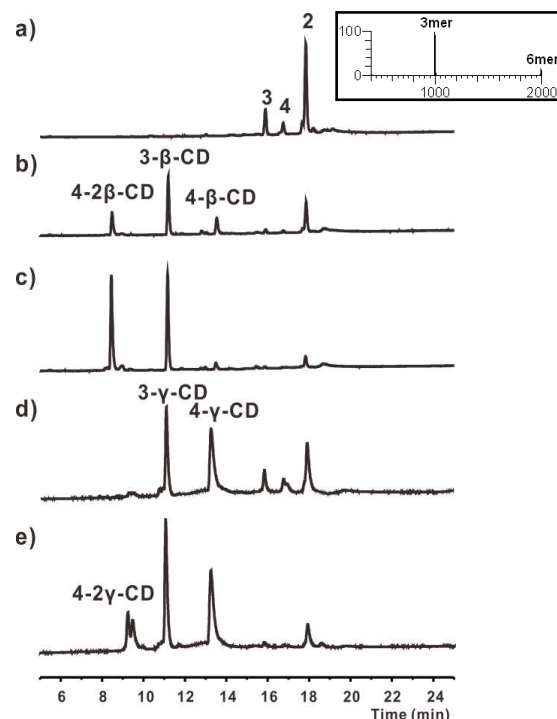 a)
2
3
4
100
0
3mer
6mer
1000
2000
b)
3-β-CD
4-2β-CD
4-β-CD
c)
d)
3-γ-CD
4-γ-CD
e)
4-2γ-CD
6 8 10 12 14 16 18 20 22 24
Time (min)